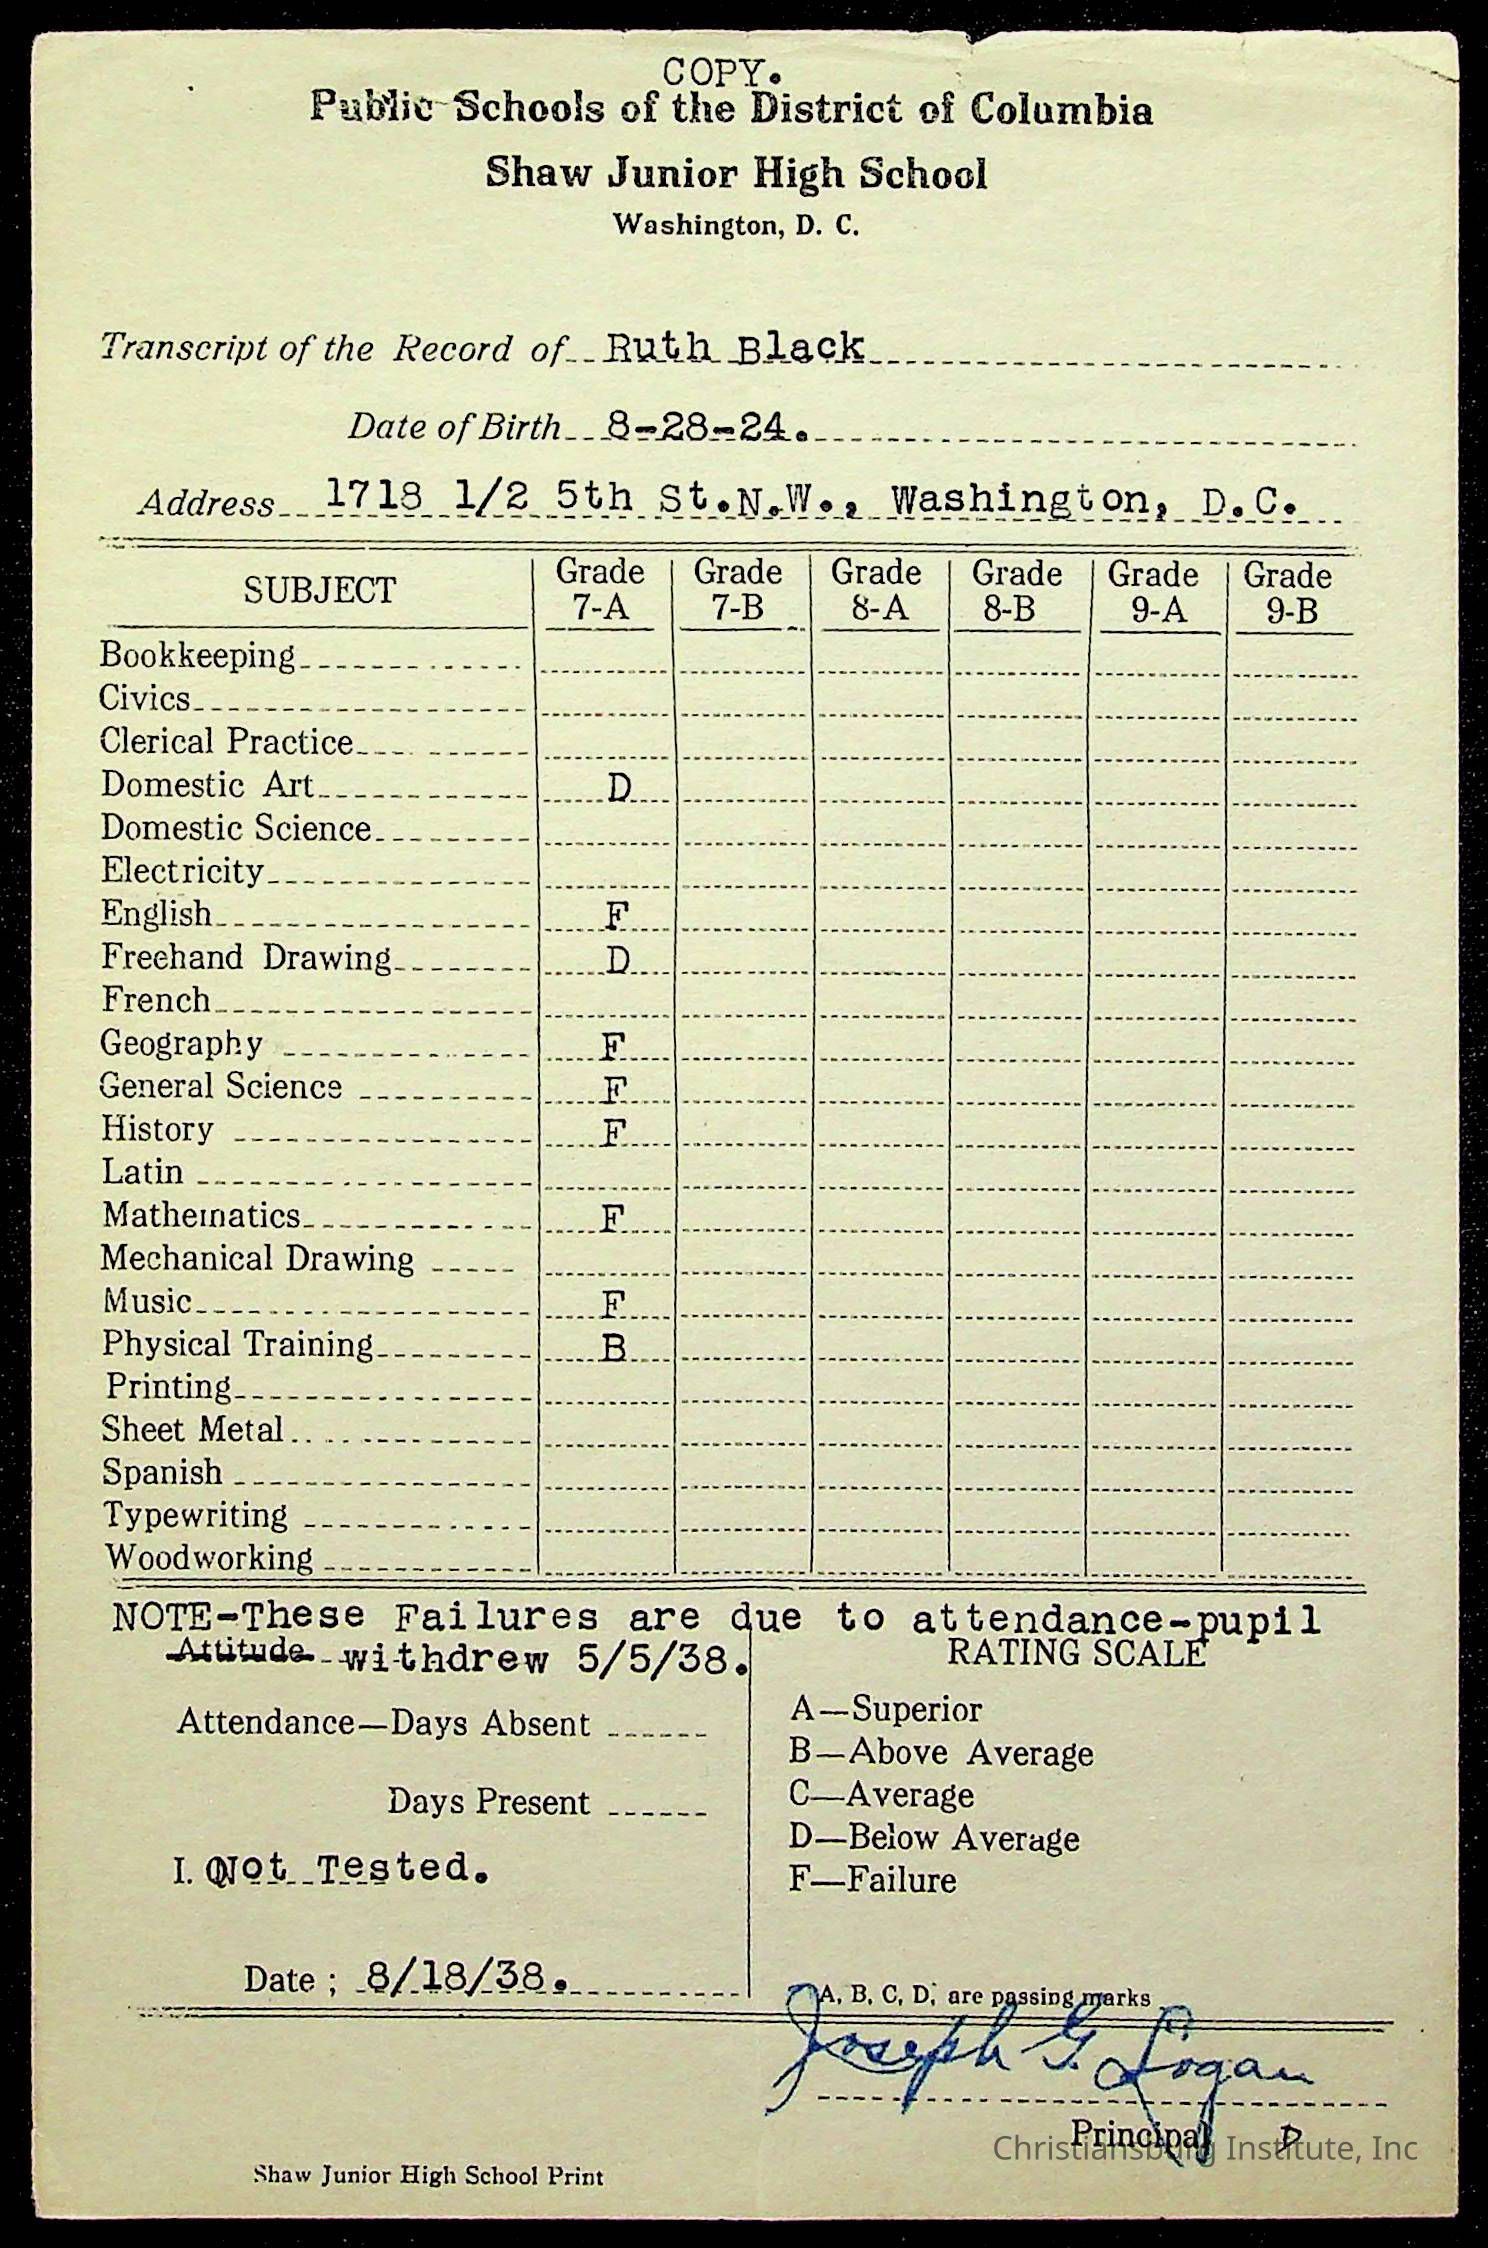 COPY.
Public Schools of the District of Columbia
Shaw Junior High School
Washington, D. C.
Transcript of the Record of Ruth Black
Date of Birth 8-28-24.
Address 1718 1/2 5th St.N.W., Washington, D.C.
SUBJECT Grade 7-A Grade 7-B Grade 8-A Grade 8-B Grade 9-A Grade 9-B
Bookkeeping
Civics
Clerical Practice
Domestic Art D
Domestic Science
Electricity
English F
Freehand Drawing D
French
Geography F
General Science F
History F
Latin
Mathematics F
Mechanical Drawing
Music F
Physical Training B
Printing
Sheet Metal
Spanish
Typewriting
Woodworking
NOTE-These Failures are due to attendance-pupil
Attitude withdrew 5/5/38.
Attendance—Days Absent
Days Present
I. Q Not Tested.
Date ; 8/18/38.
RATING SCALE
A—Superior
B—Above Average
C—Average
D—Below Average
F—Failure
A, B, C, D, are passing marks
Joseph G. Logan
Principal D
Christiansburg Institute, Inc
Shaw Junior High School Print